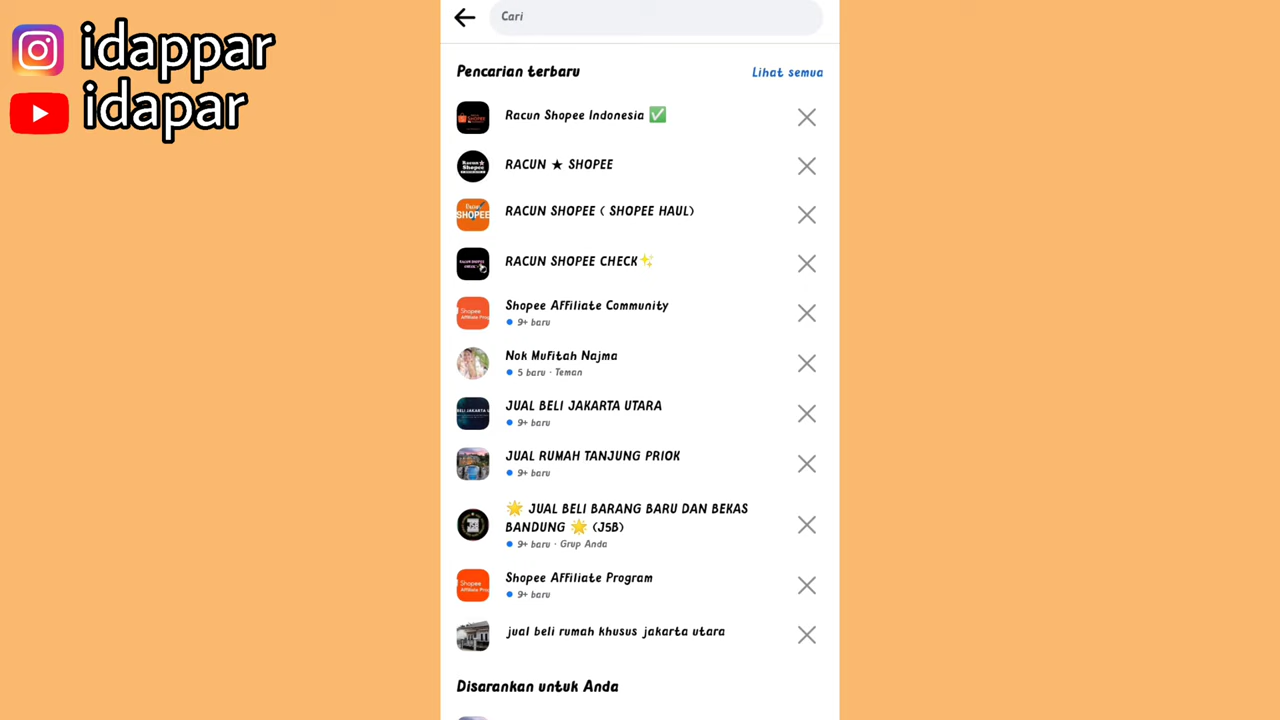 idappar
idapar
Cari
Pencarian terbaru
Lihat semua
Racun Shopee Indonesia ✅
RACUN ★ SHOPEE
RACUN SHOPEE ( SHOPEE HAUL)
SHOPEE
RACUN SHOPEE CHECK✨
Shopee Affiliate Community
9+ baru
Nok Mufitah Najma
5 baru · Teman
JUAL BELI JAKARTA UTARA
9+ baru
JUAL RUMAH TANJUNG PRIOK
9+ baru
🌟 JUAL BELI BARANG BARU DAN BEKAS
BANDUNG 🌟 (J5B)
9+ baru · Grup Anda
Shopee Affiliate Program
9+ baru
jual beli rumah khusus jakarta utara
Disarankan untuk Anda